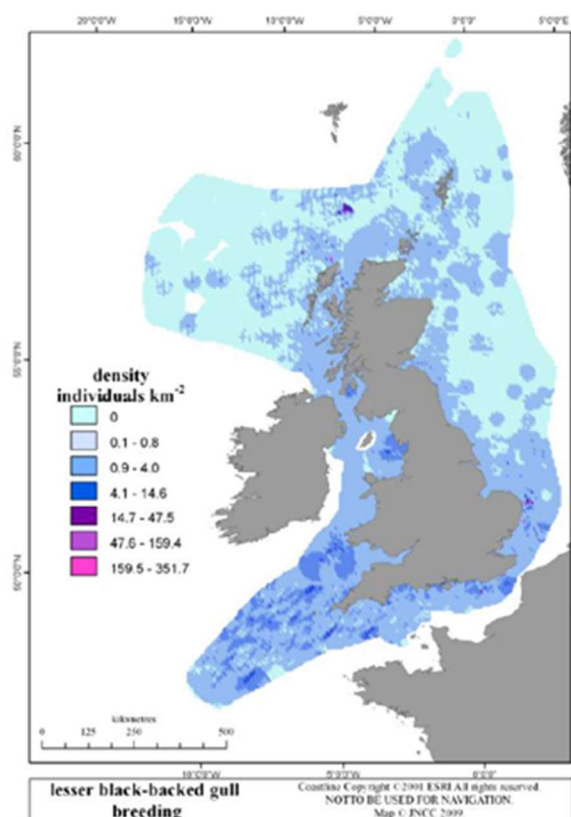 20°0'0"W 15°0'0"W 10°0'0"W 5°0'0"W 0°0'0" 5°0'0"E
60°0'0"N
55°0'0"N
density
individuals km-2
0
0.1 - 0.8
0.9 - 4.0
4.1 - 14.6
14.7 - 47.5
47.6 - 159.4
159.5 - 351.7
50°0'0"N
kilometres
0 125 250 500
10°0'0"W 5°0'0"W 0°0'0"
lesser black-backed gull
breeding
Coastline Copyright ©2001 ESRI All rights reserved.
NOT TO BE USED FOR NAVIGATION.
Map © JNCC 2009